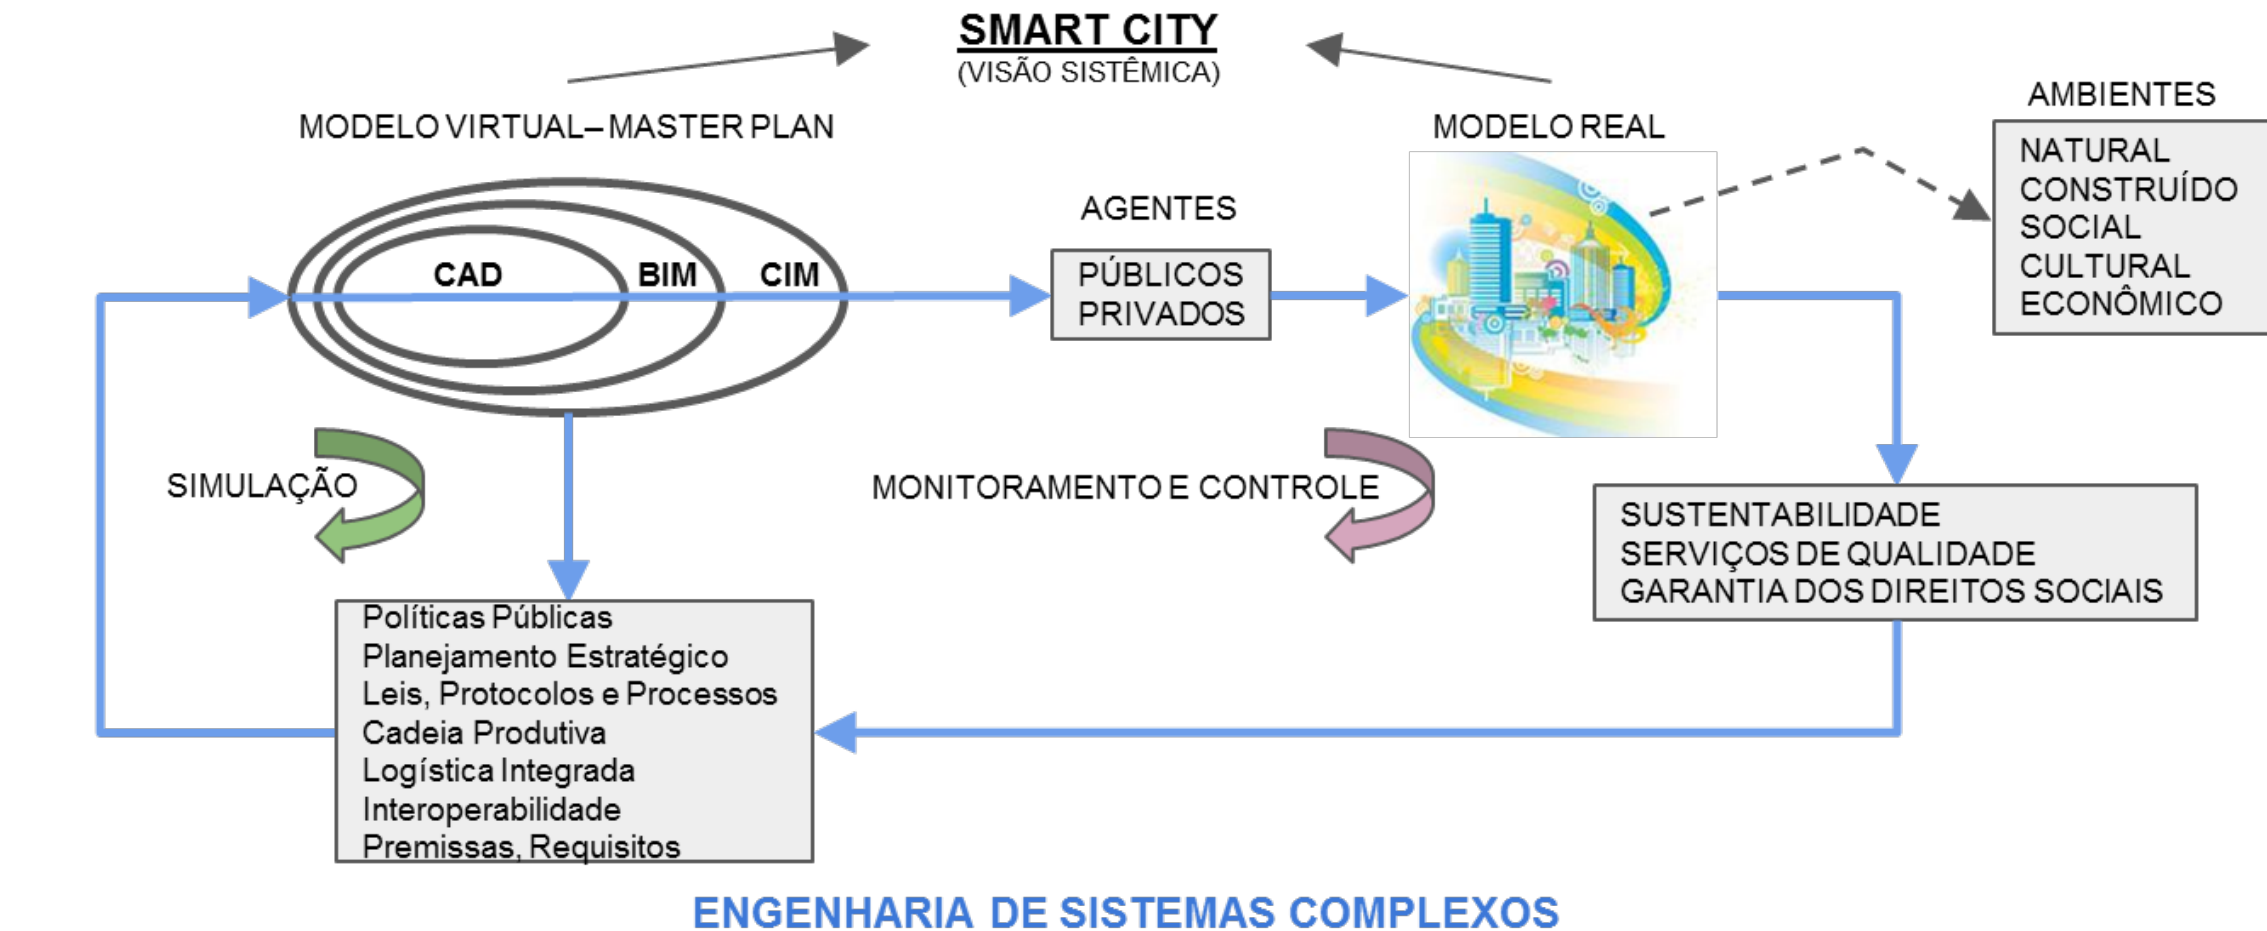 SMART CITY
(VISÃO SISTÊMICA)
MODELO VIRTUAL– MASTER PLAN
MODELO REAL
AMBIENTES
NATURAL
CONSTRUÍDO
SOCIAL
CULTURAL
ECONÔMICO
AGENTES
PÚBLICOS
PRIVADOS
CAD BIM CIM
SIMULAÇÃO
MONITORAMENTO E CONTROLE
SUSTENTABILIDADE
SERVIÇOS DE QUALIDADE
GARANTIA DOS DIREITOS SOCIAIS
Políticas Públicas
Planejamento Estratégico
Leis, Protocolos e Processos
Cadeia Produtiva
Logística Integrada
Interoperabilidade
Premissas, Requisitos
ENGENHARIA DE SISTEMAS COMPLEXOS